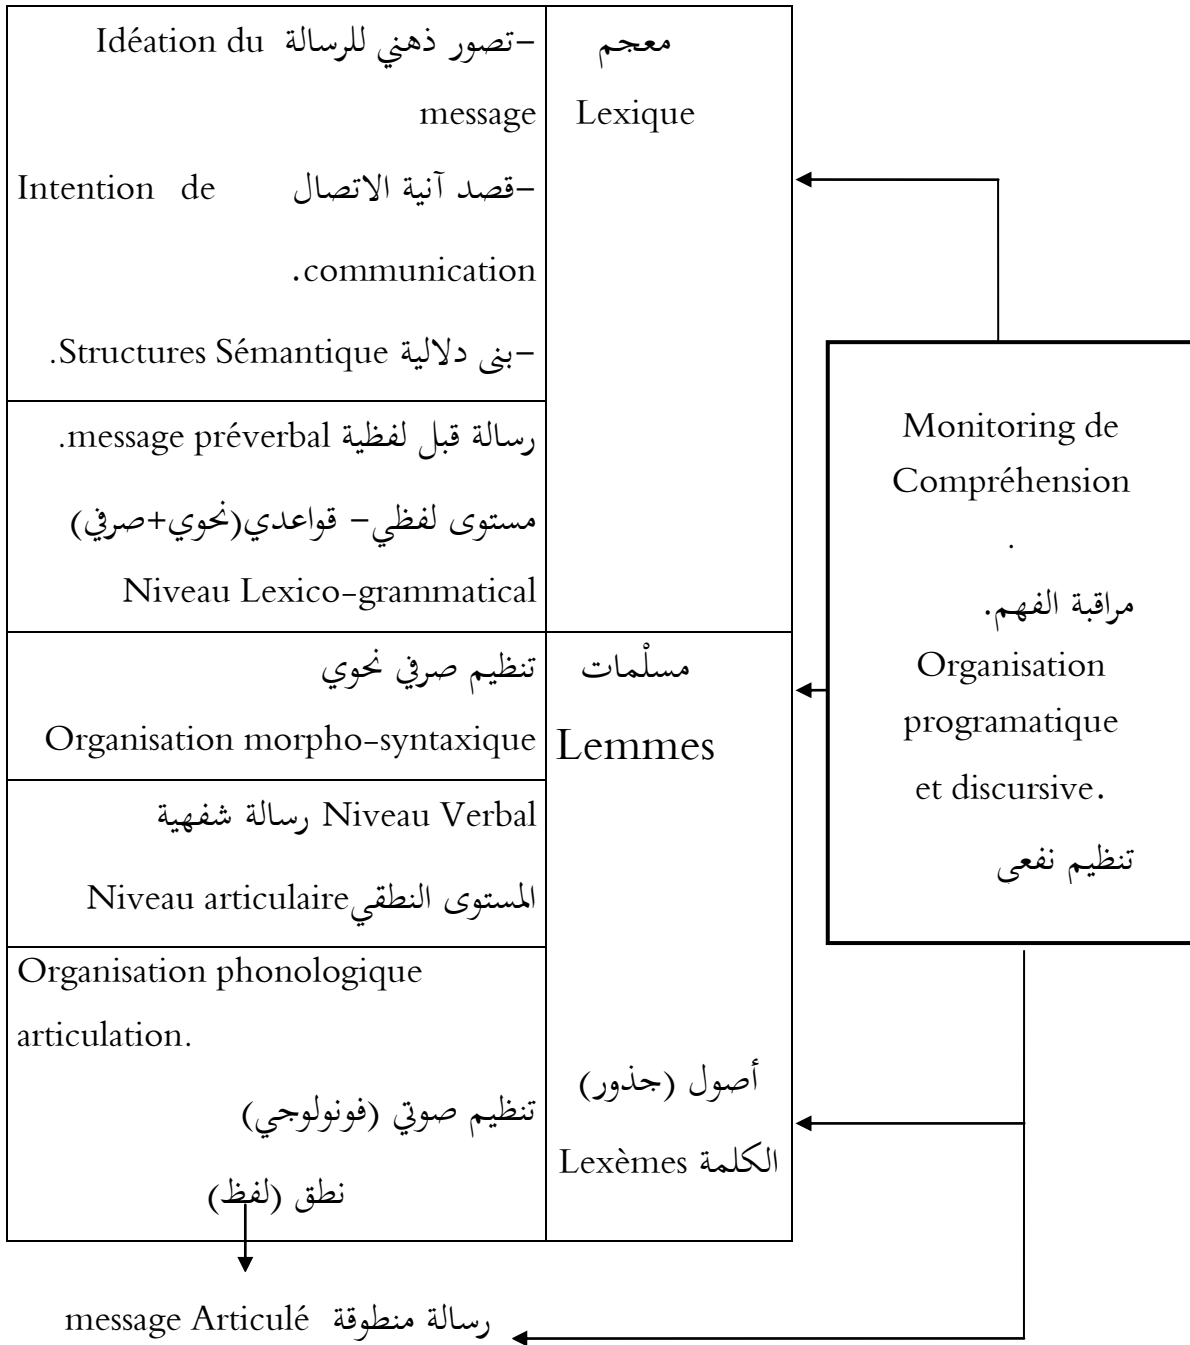 –تصور ذهني للرسالة Idéation du
message
–قصد آنية الاتصال Intention de
communication.
–بنى دلالية Structures Sémantique.
معجم
Lexique
رسالة قبل لفظية message préverbal.
مستوى لفظي– قواعدي(نحوي+صرفي)
Niveau Lexico-grammatical
تنظيم صرفي نحوي
Organisation morpho-syntaxique
مسلْمات
Lemmes
Niveau Verbal رسالة شفهية
المستوى النطقيNiveau articulaire
Organisation phonologique
articulation.
تنظيم صوتي (فونولوجي)
نطق (لفظ)
أصول (جذور)
الكلمة Lexèmes
Monitoring de
Compréhension
.
مراقبة الفهم.
Organisation
programatique
et discursive.
تنظيم نفعى
رسالة منطوقة message Articulé